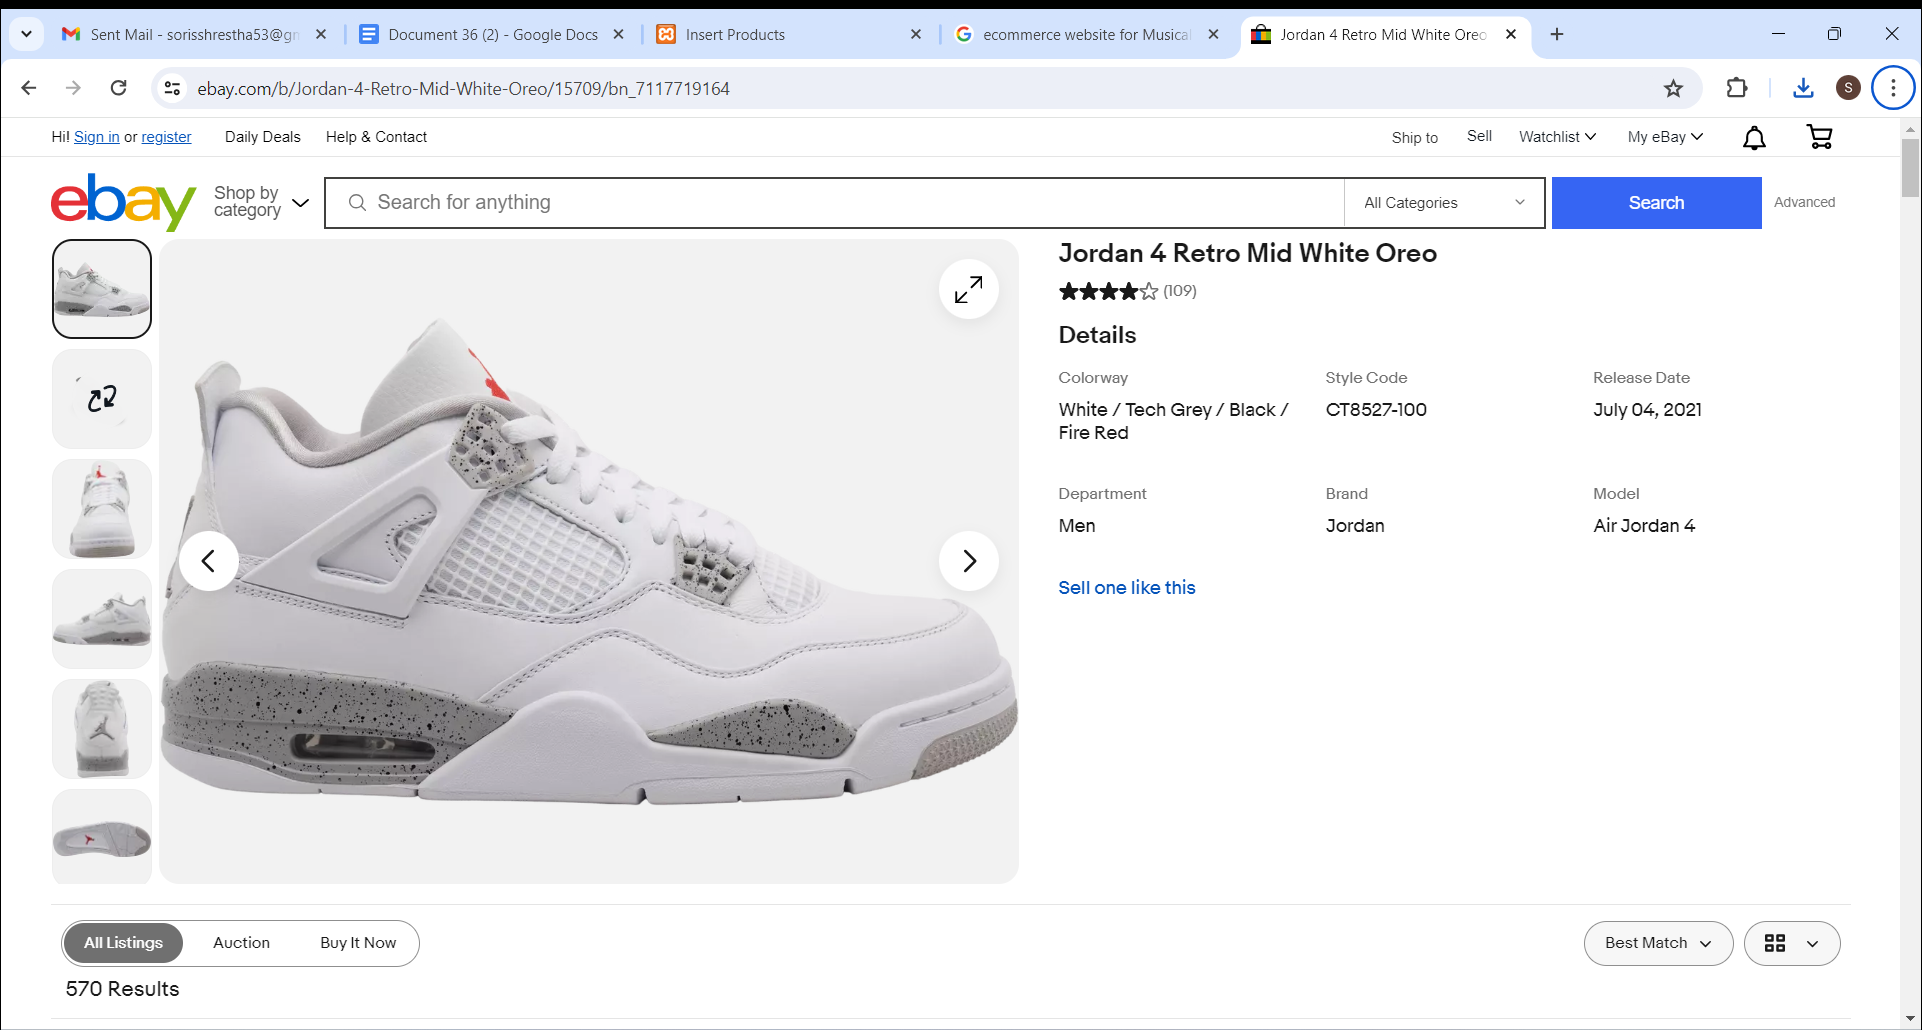 Sent Mail - sorisshrestha53@gn
Document 36 (2) - Google Docs
Insert Products
ecommerce website for Musical
Jordan 4 Retro Mid White Oreo
ebay.com/b/Jordan-4-Retro-Mid-White-Oreo/15709/bn_7117719164
S
Hi! Sign in or register
Daily Deals
Help & Contact
Ship to
Sell
Watchlist
My eBay
ebay
Shop by
category
Search for anything
All Categories
Search
Advanced
Jordan 4 Retro Mid White Oreo
(109)
Details
Colorway
Style Code
Release Date
White / Tech Grey / Black /
Fire Red
CT8527-100
July 04, 2021
Department
Brand
Model
Men
Jordan
Air Jordan 4
Sell one like this
All Listings
Auction
Buy It Now
Best Match
570 Results